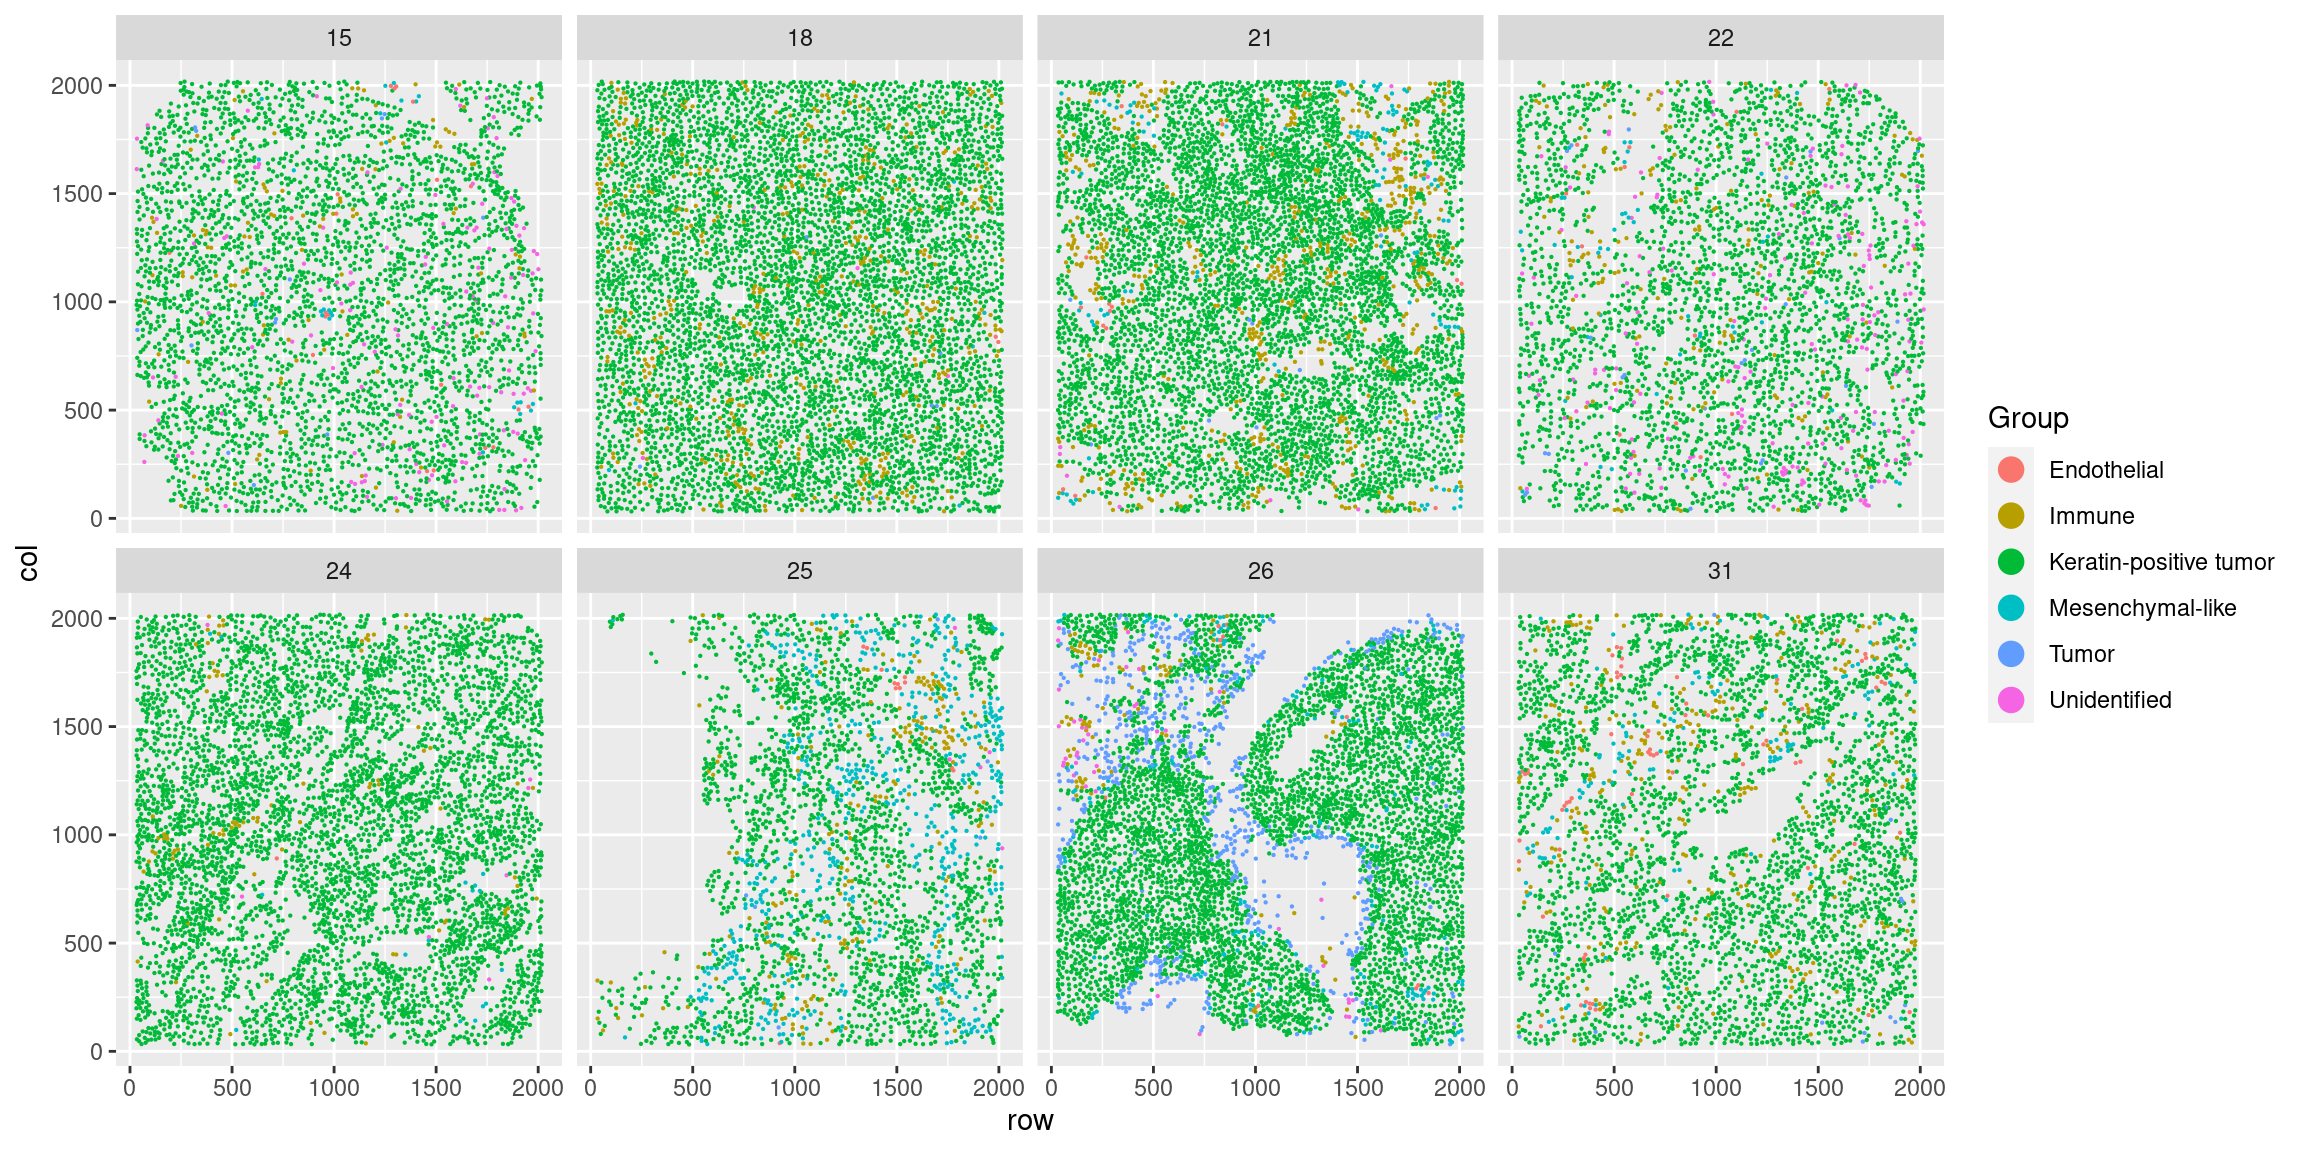 15 18 21 22
2000
1500
1000
500
0
24 25 26 31
2000
1500
1000
500
0
0 500 1000 1500 2000 0 500 1000 1500 2000 0 500 1000 1500 2000 0 500 1000 1500 2000
row
col
Group
Endothelial
Immune
Keratin-positive tumor
Mesenchymal-like
Tumor
Unidentified